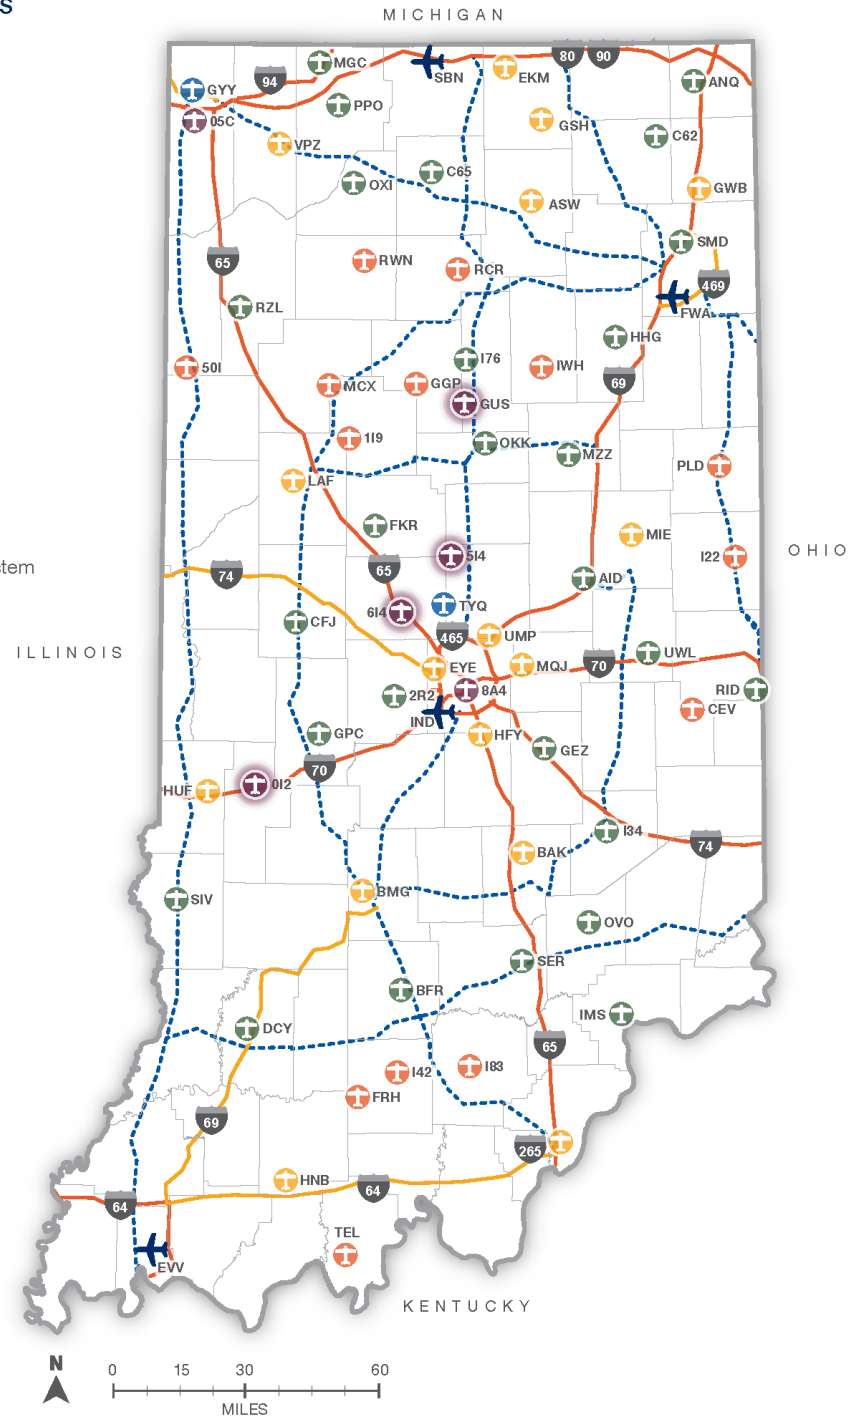 s
MICHIGAN
MGC
SBN
EKM
80
90
ANQ
94
GYY
PPO
05C
GSH
C62
VPZ
OXI
C65
ASW
GWB
SMD
RWN
RCR
65
469
RZL
FWA
HHG
I76
IWH
50I
MCX
GGP
69
GUS
1I9
OKK
MZZ
PLD
LAF
FKR
MIE
OHIO
5I4
I22
tem
65
74
AID
6I4
TYQ
CFJ
465
UMP
ILLINOIS
EYE
MQJ
70
UWL
2R2
8A4
RID
IND
CEV
GPC
HFY
GEZ
70
HUF
0I2
I34
74
BAK
BMG
SIV
OVO
SER
BFR
IMS
DCY
65
I42
I83
FRH
69
265
HNB
64
64
TEL
EVV
KENTUCKY
N
0 15 30 60
MILES